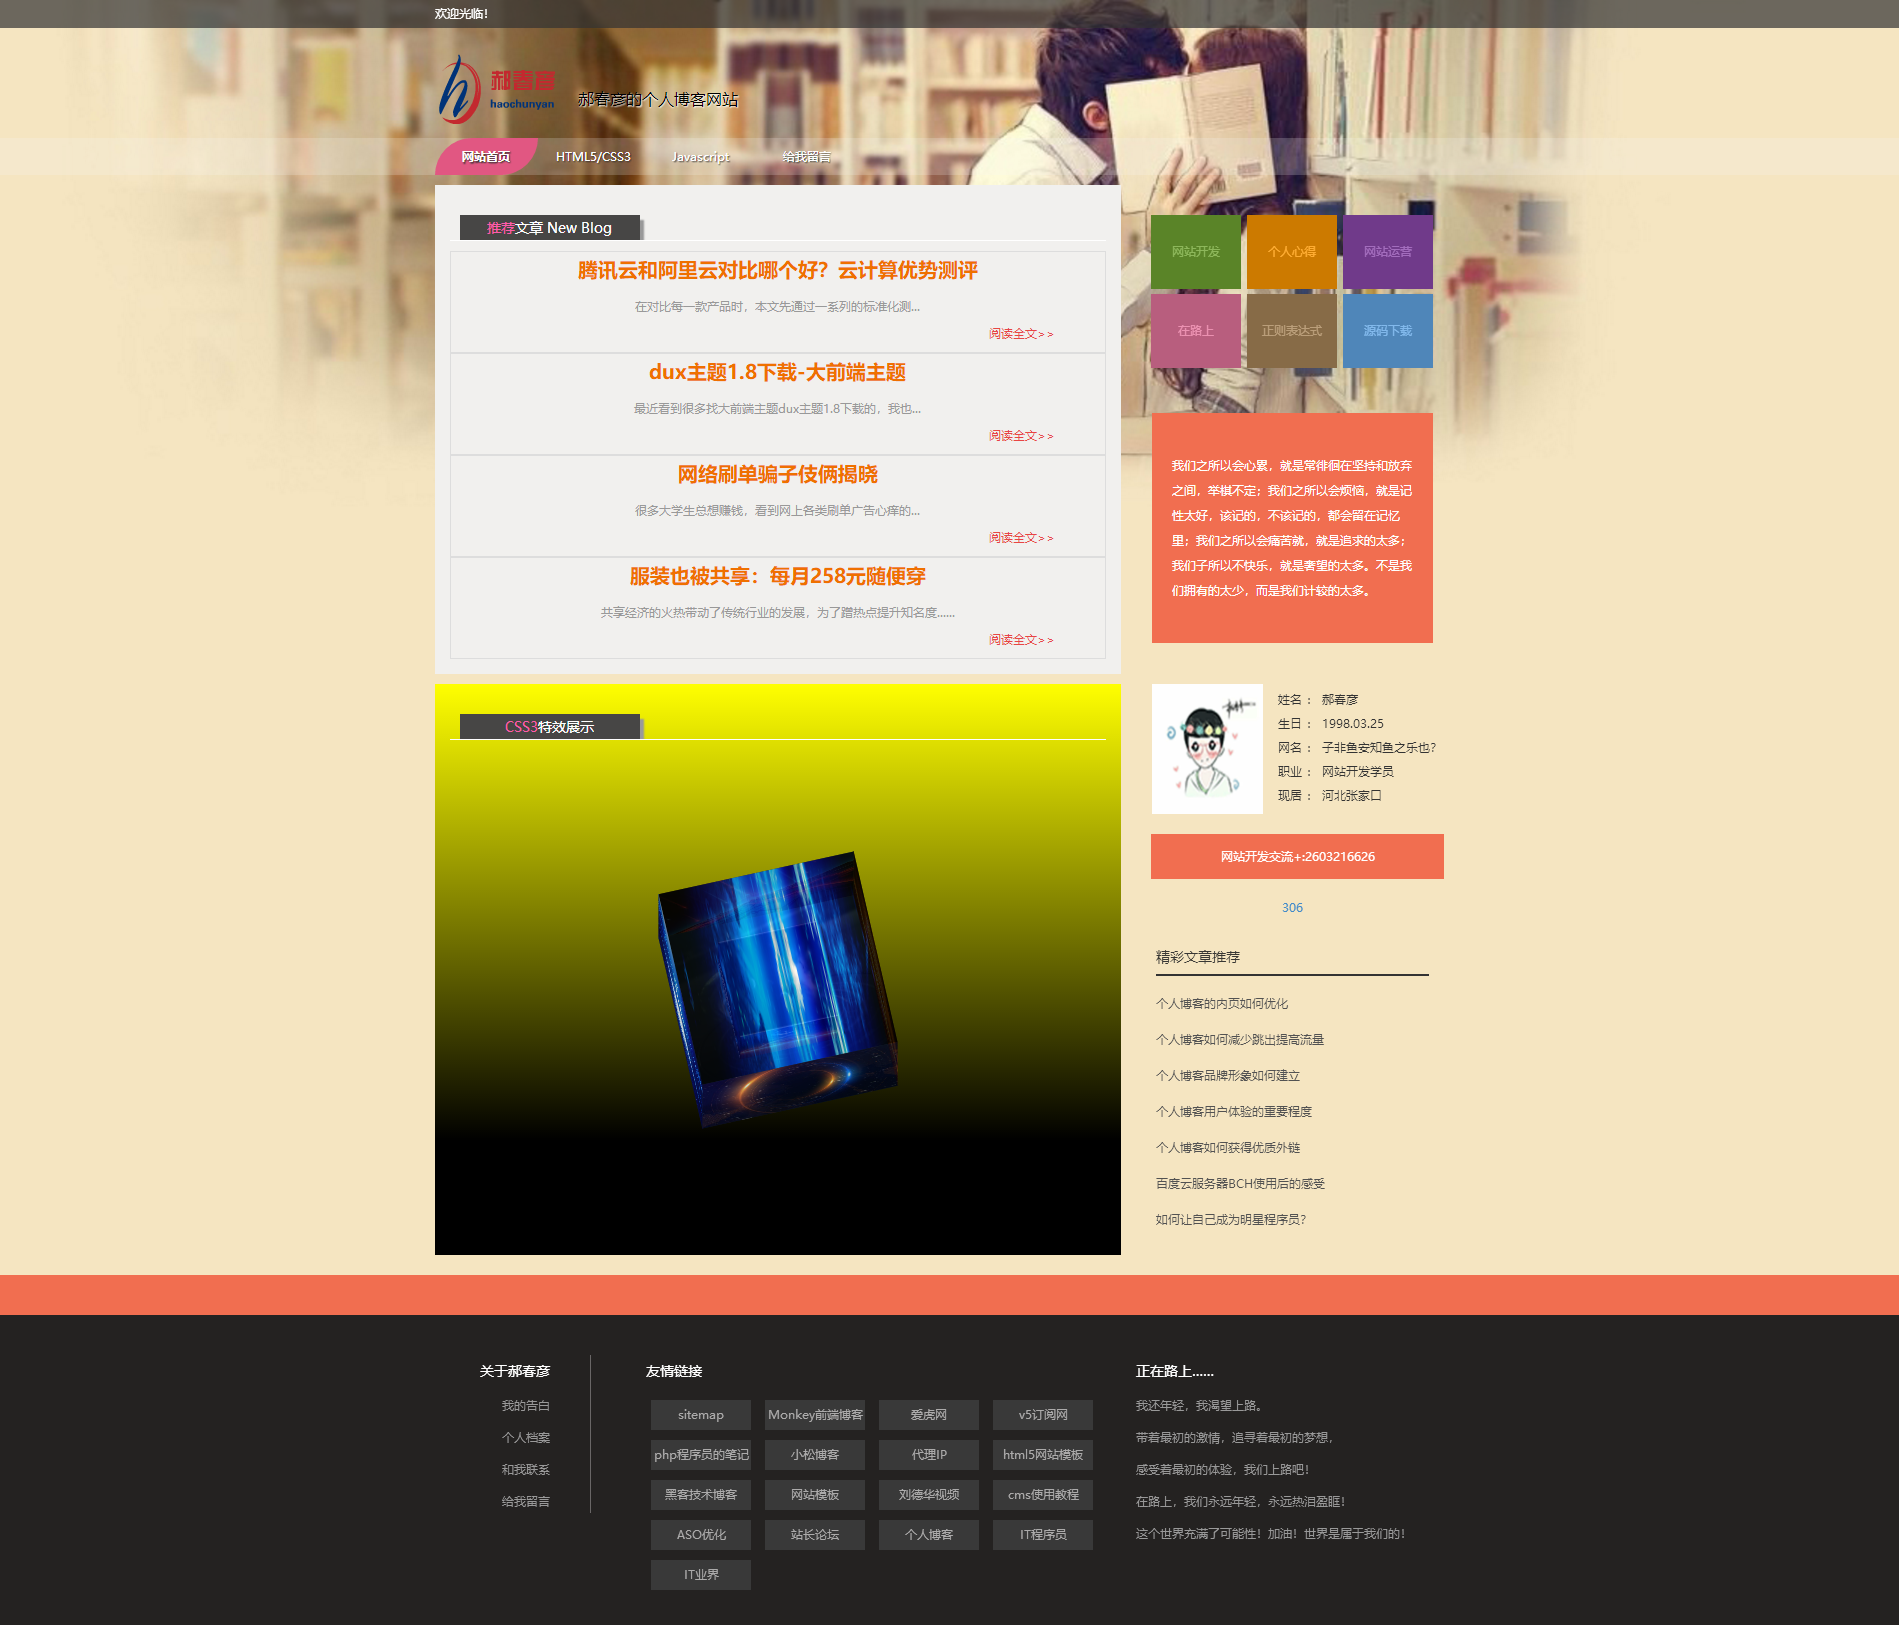 欢迎光临！
郝春彦
haochunyan
郝春彦的个人博客网站
网站首页 HTML5/CSS3 Javascript 给我留言
推荐文章 New Blog
腾讯云和阿里云对比哪个好？云计算优势测评
在对比每一款产品时，本文先通过一系列的标准化测...
阅读全文>>
dux主题1.8下载-大前端主题
最近看到很多找大前端主题dux主题1.8下载的，我也...
阅读全文>>
网络刷单骗子伎俩揭晓
很多大学生总想赚钱，看到网上各类刷单广告心痒的...
阅读全文>>
服装也被共享：每月258元随便穿
共享经济的火热带动了传统行业的发展，为了蹭热点提升知名度......
阅读全文>>
CSS3特效展示
网站开发 个人心得 网站运营
在路上 正则表达式 源码下载
我们之所以会心累，就是常徘徊在坚持和放弃
之间，举棋不定；我们之所以会烦恼，就是记
性太好，该记的，不该记的，都会留在记忆
里；我们之所以会痛苦就，就是追求的太多；
我们子所以不快乐，就是奢望的太多。不是我
们拥有的太少，而是我们计较的太多。
姓名 ： 郝春彦
生日 ： 1998.03.25
网名 ： 子非鱼安知鱼之乐也？
职业 ： 网站开发学员
现居 ： 河北张家口
网站开发交流+:2603216626
306
精彩文章推荐
个人博客的内页如何优化
个人博客如何减少跳出提高流量
个人博客品牌形象如何建立
个人博客用户体验的重要程度
个人博客如何获得优质外链
百度云服务器BCH使用后的感受
如何让自己成为明星程序员？
关于郝春彦
我的告白
个人档案
和我联系
给我留言
友情链接
sitemap Monkey前端博客 爱虎网 v5订阅网
php程序员的笔记 小松博客 代理IP html5网站模板
黑客技术博客 网站模板 刘德华视频 cms使用教程
ASO优化 站长论坛 个人博客 IT程序员
IT业界
正在路上......
我还年轻，我渴望上路。
带着最初的激情，追寻着最初的梦想，
感受着最初的体验，我们上路吧！
在路上，我们永远年轻，永远热泪盈眶！
这个世界充满了可能性！加油！世界是属于我们的！